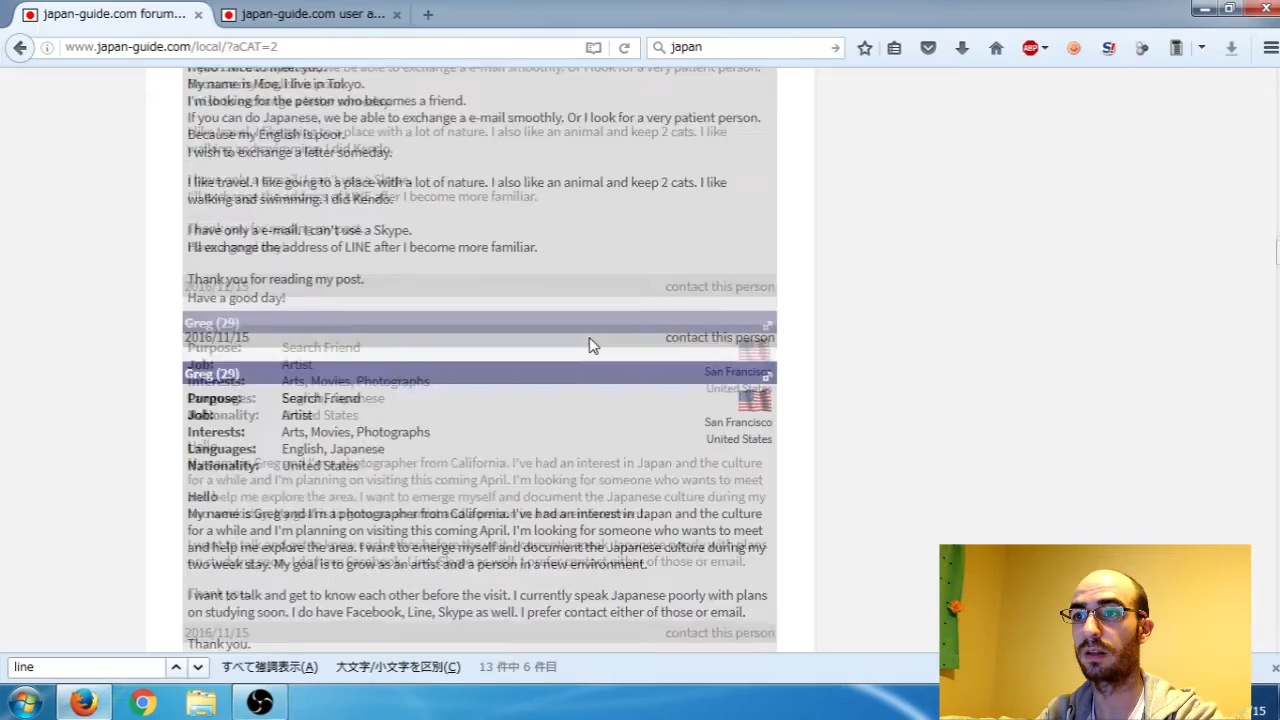 japan-guide.com forum...
japan-guide.com user a...
www.japan-guide.com/local/?aCAT=2
japan
ABP
S!
Hello ! Nice to meet you.
My name is Moe, I live in Tokyo.
I'm looking for the person who becomes a friend.
If you can do Japanese, we be able to exchange a e-mail smoothly. Or I look for a very patient person.
Because my English is poor.
I wish to exchange a letter someday.
I like travel. I like going to a place with a lot of nature. I also like an animal and keep 2 cats. I like
walking and swimming. I did Kendo.
I have only a e-mail. I can't use a Skype.
I'll exchange the address of LINE after I become more familiar.
Thank you for reading my post.
Have a good day!
2016/11/15 contact this person
Greg (29)
Purpose: Search Friend
Job: Artist
Interests: Arts, Movies, Photographs
Languages: English, Japanese
Nationality: United States
San Francisco
United States
Hello
My name is Greg and I'm a photographer from California. I've had an interest in Japan and the culture
for a while and I'm planning on visiting this coming April. I'm looking for someone who wants to meet
and help me explore the area. I want to emerge myself and document the Japanese culture during my
two week stay. My goal is to grow as an artist and a person in a new environment.
I want to talk and get to know each other before the visit. I currently speak Japanese poorly with plans
on studying soon. I do have Facebook, Line, Skype as well. I prefer contact either of those or email.
Thank you.
2016/11/15 contact this person
line
すべて強調表示(A)
大文字/小文字を区別(C)
13 件中 6 件目
/15